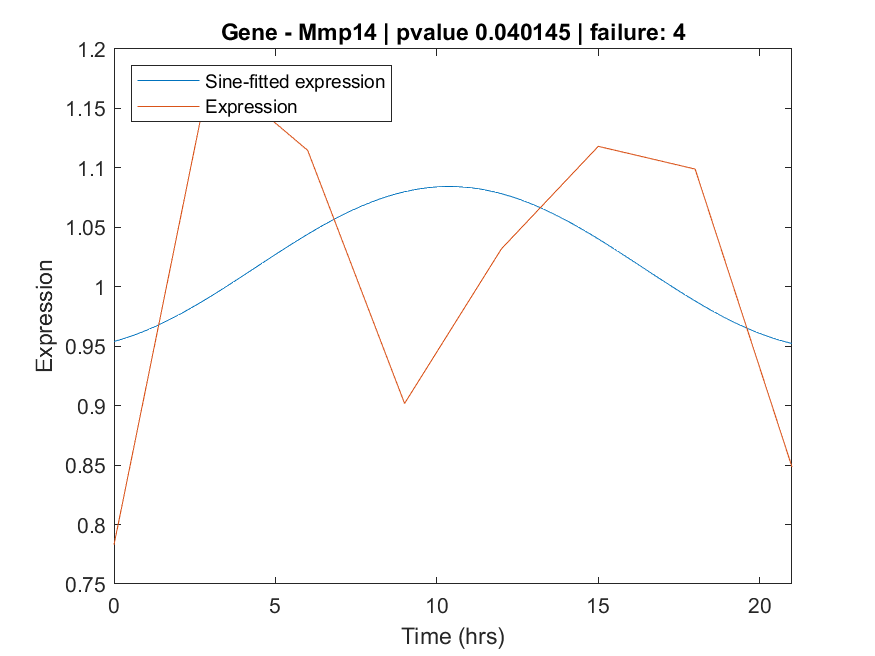 Gene - Mmp14 | pvalue 0.040145 | failure: 4
1.2
Sine-fitted expression
Expression
1.15
1.1
1.05
1
0.95
0.9
0.85
0.8
0.75
Expression
0 5 10 15 20
Time (hrs)